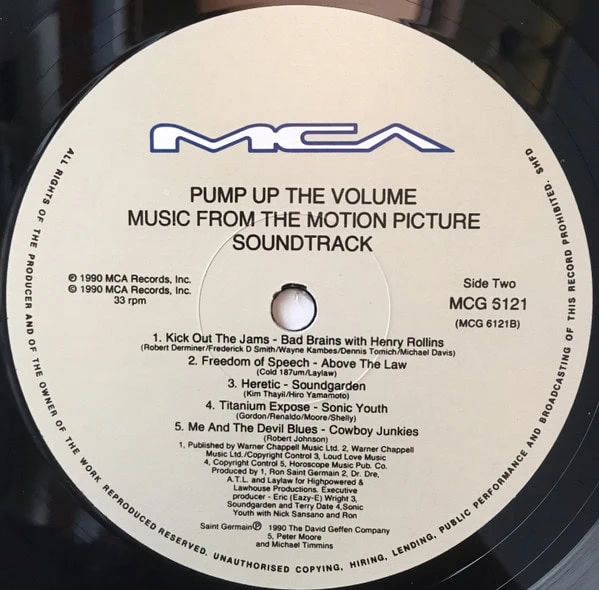 MCA
PUMP UP THE VOLUME
MUSIC FROM THE MOTION PICTURE
SOUNDTRACK
℗ 1990 MCA Records, Inc.
© 1990 MCA Records, Inc.
33 rpm
Side Two
MCG 6121
(MCG 6121B)
1. Kick Out The Jams - Bad Brains with Henry Rollins
(Robert Derminer/Frederick D Smith/Wayne Kambes/Dennis Tomich/Michael Davis)
2. Freedom of Speech - Above The Law
(Cold 187um/Laylaw)
3. Heretic - Soundgarden
(Kim Thayil/Hiro Yamamoto)
4. Titanium Expose - Sonic Youth
(Gordon/Renaldo/Moore/Shelly)
5. Me And The Devil Blues - Cowboy Junkies
(Robert Johnson)
1. Published by Warner Chappell Music Ltd. 2, Warner Chappell
Music Ltd./Copyright Control 3, Loud Love Music
4, Copyright Control 5, Horoscope Music Pub. Co.
Produced by 1, Ron Saint Germain 2, Dr. Dre,
A.T.L. and Laylaw for Highpowered &
Lawhouse Productions. Executive
producer - Eric (Eazy-E) Wright 3,
Soundgarden and Terry Date 4,Sonic
Youth with Nick Sansano and Ron
Saint Germain℗ 1990 The David Geffen Company
5, Peter Moore
and Michael Timmins
ALL RIGHTS OF THE PRODUCER AND OF THE OWNER OF THE WORK REPRODUCED RESERVED. UNAUTHORISED COPYING, HIRING, LENDING, PUBLIC PERFORMANCE AND BROADCASTING OF THIS RECORD PROHIBITED. SHFD